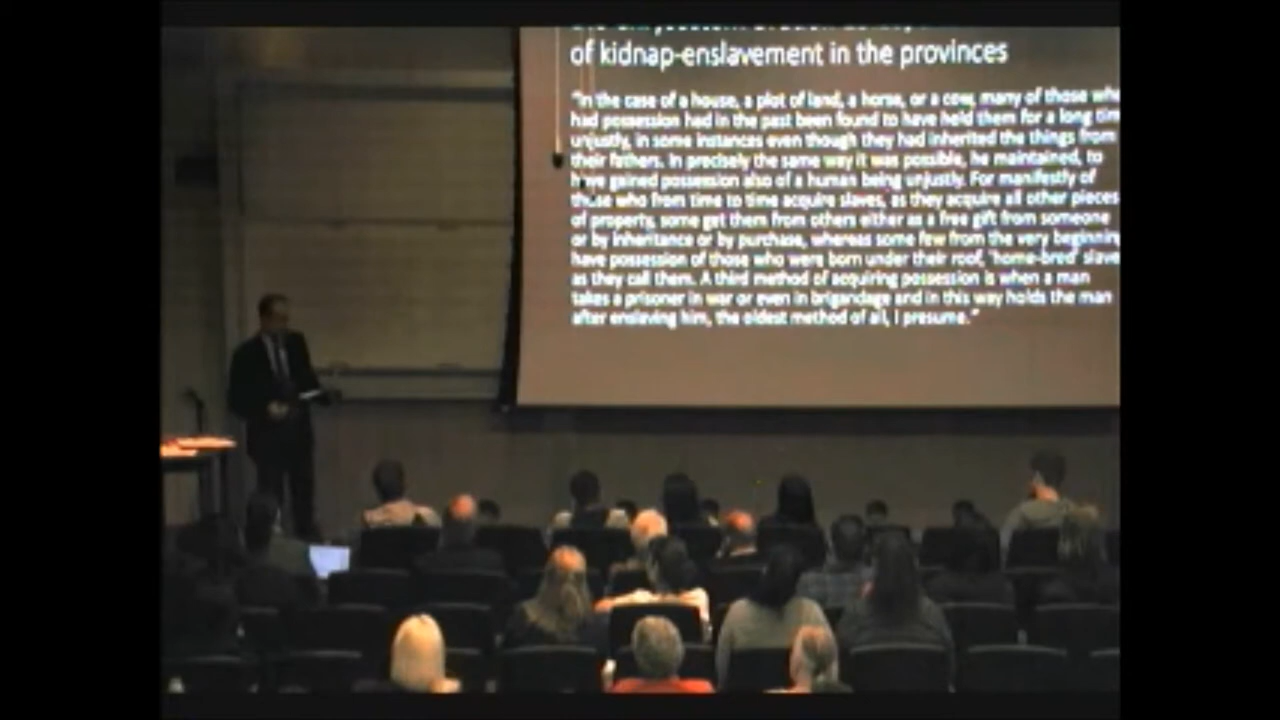 of kidnap-enslavement in the provinces
"In the case of a house, a plot of land, a horse, or a cow, many of those who
had possession had in the past been found to have held them for a long tim
unjustly, in some instances even though they had inherited the things from
their fathers. In precisely the same way it was possible, he maintained, to
have gained possession also of a human being unjustly. For manifestly of
those who from time to time acquire slaves, as they acquire all other pieces
of property, some get them from others either as a free gift from someone
or by inheritance or by purchase, whereas some few from the very beginning
have possession of those who were born under their roof, 'home-bred' slave
as they call them. A third method of acquiring possession is when a man
takes a prisoner in war or even in brigandage and in this way holds the man
after enslaving him, the oldest method of all, I presume."